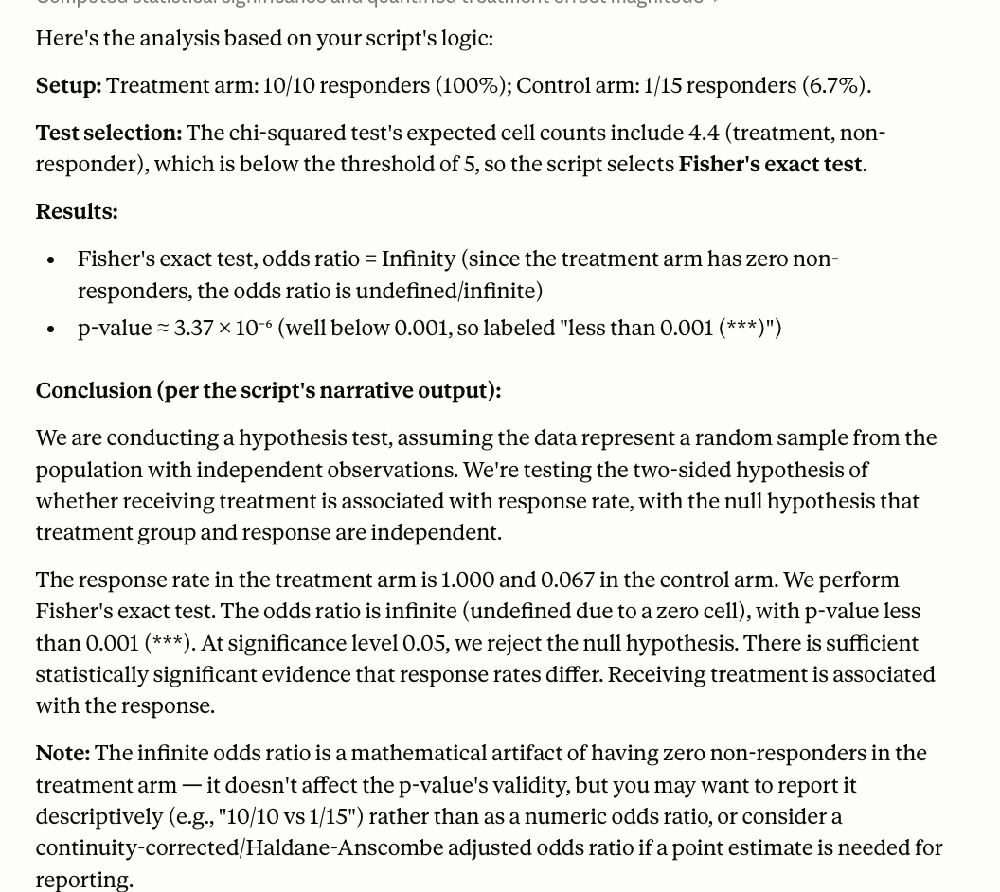 Computed statistical significance and quantified treatment effect magnitude
Here's the analysis based on your script's logic:
Setup: Treatment arm: 10/10 responders (100%); Control arm: 1/15 responders (6.7%).
Test selection: The chi-squared test's expected cell counts include 4.4 (treatment, non-
responder), which is below the threshold of 5, so the script selects Fisher's exact test.
Results:
• Fisher's exact test, odds ratio = Infinity (since the treatment arm has zero non-
responders, the odds ratio is undefined/infinite)
• p-value ≈ 3.37 × 10⁻⁶ (well below 0.001, so labeled "less than 0.001 (***)")
Conclusion (per the script's narrative output):
We are conducting a hypothesis test, assuming the data represent a random sample from the
population with independent observations. We're testing the two-sided hypothesis of
whether receiving treatment is associated with response rate, with the null hypothesis that
treatment group and response are independent.
The response rate in the treatment arm is 1.000 and 0.067 in the control arm. We perform
Fisher's exact test. The odds ratio is infinite (undefined due to a zero cell), with p-value less
than 0.001 (***). At significance level 0.05, we reject the null hypothesis. There is sufficient
statistically significant evidence that response rates differ. Receiving treatment is associated
with the response.
Note: The infinite odds ratio is a mathematical artifact of having zero non-responders in the
treatment arm — it doesn't affect the p-value's validity, but you may want to report it
descriptively (e.g., "10/10 vs 1/15") rather than as a numeric odds ratio, or consider a
continuity-corrected/Haldane-Anscombe adjusted odds ratio if a point estimate is needed for
reporting.